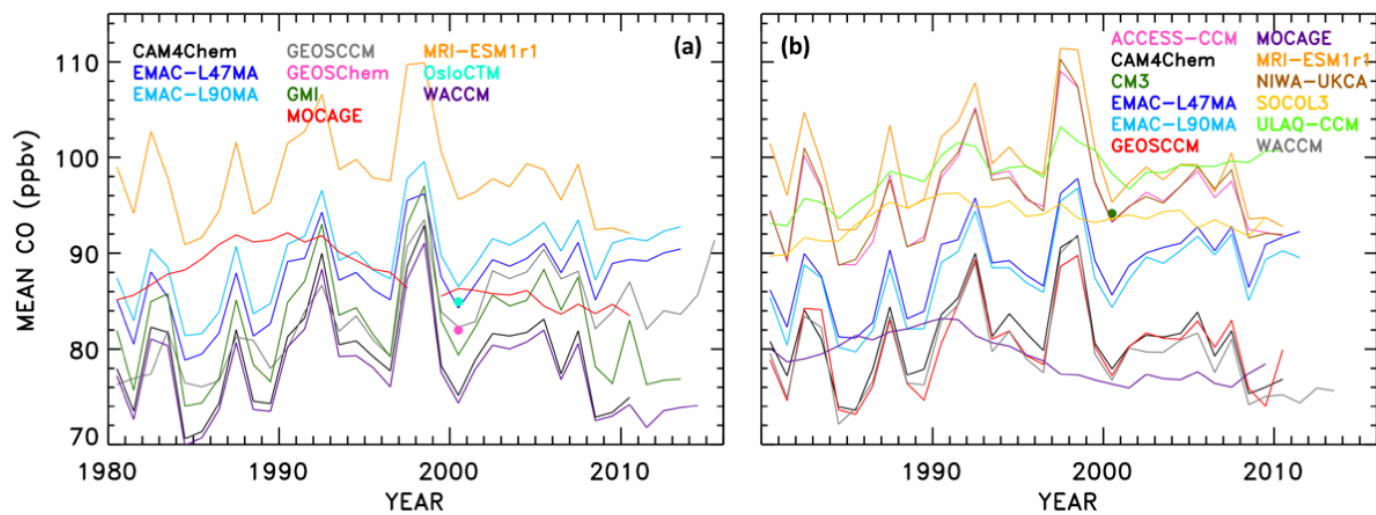 CAM4Chem GEOSCCM MRI-ESM1r1 (a)
EMAC-L47MA GEOSChem OsloCTM
EMAC-L90MA GMI WACCM
MOCAGE
110
100
90
80
70
MEAN CO (ppbv)
1980 1990 2000 2010
YEAR
(b) ACCESS-CCM MOCAGE
CAM4Chem MRI-ESM1r1
CM3 NIWA-UKCA
EMAC-L47MA SOCOL3
EMAC-L90MA ULAQ-CCM
GEOSCCM WACCM
1990 2000 2010
YEAR